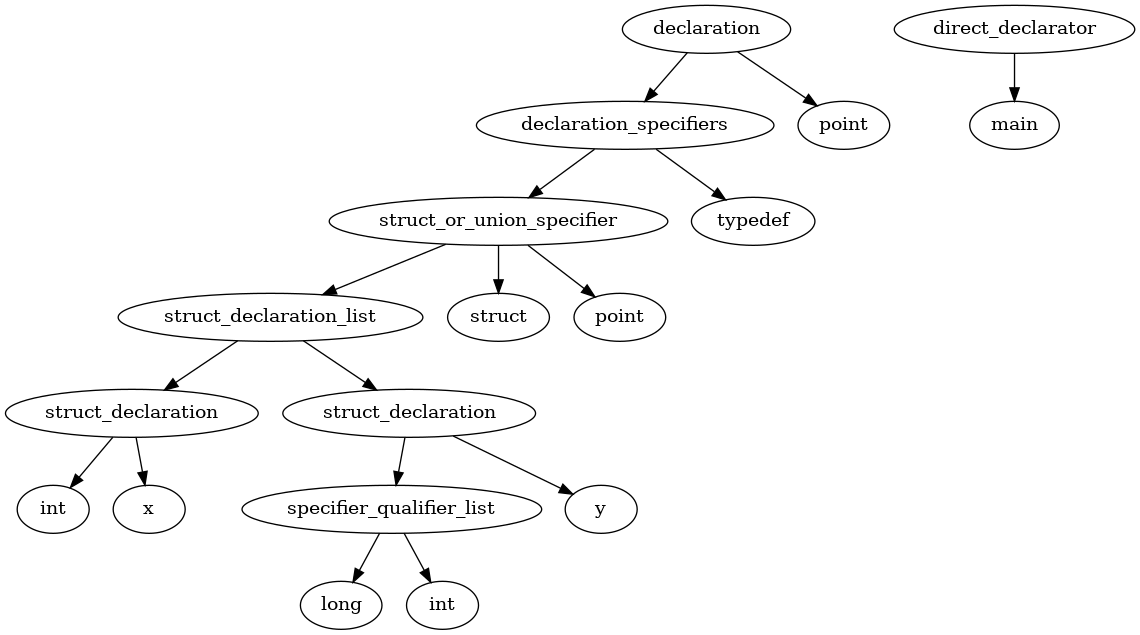 declaration
direct_declarator
declaration_specifiers
point
main
struct_or_union_specifier
typedef
struct_declaration_list
struct
point
struct_declaration
struct_declaration
int
x
specifier_qualifier_list
y
long
int